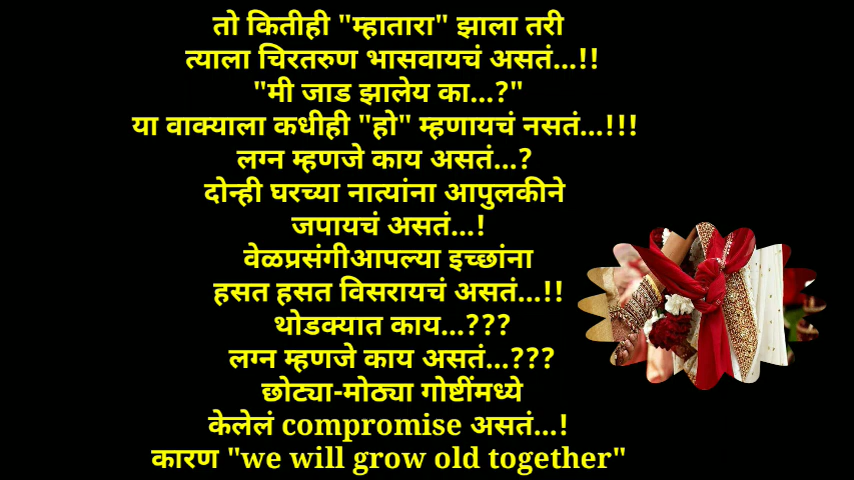 तो कितीही "म्हातारा" झाला तरी
त्याला चिरतरुण भासवायचं असतं...!!
"मी जाड झालेय का...?"
या वाक्याला कधीही "हो" म्हणायचं नसतं...!!!
लग्न म्हणजे काय असतं...?
दोन्ही घरच्या नात्यांना आपुलकीने
जपायचं असतं...!
वेळप्रसंगीआपल्या इच्छांना
हसत हसत विसरायचं असतं...!!
थोडक्यात काय...???
लग्न म्हणजे काय असतं...???
छोट्या-मोठ्या गोष्टींमध्ये
केलेलं compromise असतं...!
कारण "we will grow old together"